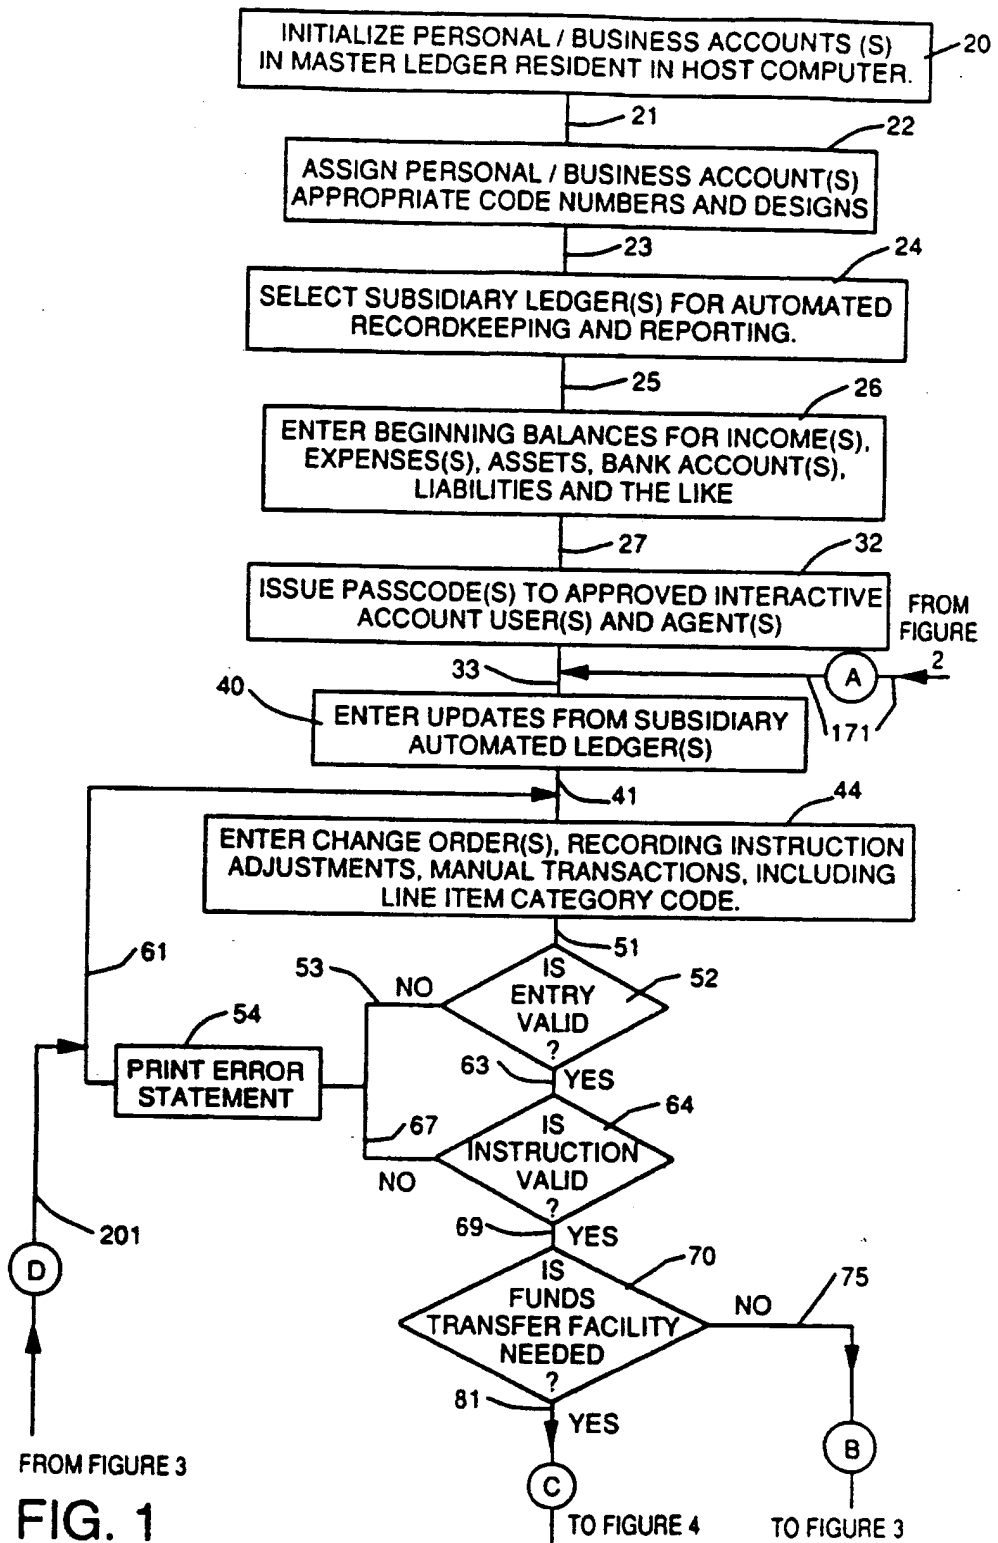 INITIALIZE PERSONAL / BUSINESS ACCOUNTS (S)
IN MASTER LEDGER RESIDENT IN HOST COMPUTER.
20
21
22
ASSIGN PERSONAL / BUSINESS ACCOUNT(S)
APPROPRIATE CODE NUMBERS AND DESIGNS
23
24
SELECT SUBSIDIARY LEDGER(S) FOR AUTOMATED
RECORDKEEPING AND REPORTING.
25
26
ENTER BEGINNING BALANCES FOR INCOME(S),
EXPENSES(S), ASSETS, BANK ACCOUNT(S),
LIABILITIES AND THE LIKE
27
32
ISSUE PASSCODE(S) TO APPROVED INTERACTIVE
ACCOUNT USER(S) AND AGENT(S)
FROM
FIGURE
2
A
33
171
40
ENTER UPDATES FROM SUBSIDIARY
AUTOMATED LEDGER(S)
41
44
ENTER CHANGE ORDER(S), RECORDING INSTRUCTION
ADJUSTMENTS, MANUAL TRANSACTIONS, INCLUDING
LINE ITEM CATEGORY CODE.
51
61
53
NO
IS
ENTRY
VALID
?
52
54
PRINT ERROR
STATEMENT
63
YES
67
NO
IS
INSTRUCTION
VALID
?
64
201
69
YES
D
IS
FUNDS
TRANSFER FACILITY
NEEDED
?
70
NO
75
81
YES
B
FROM FIGURE 3
C
FIG. 1
TO FIGURE 4
TO FIGURE 3